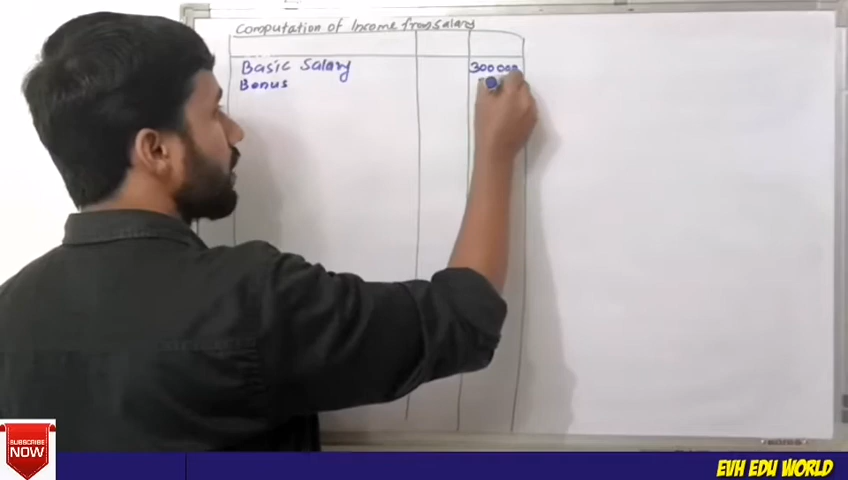 Computation of Income from Salary
Basic Salary 300000
Bonus
SUBSCRIBE
NOW
EVH EDU WORLD